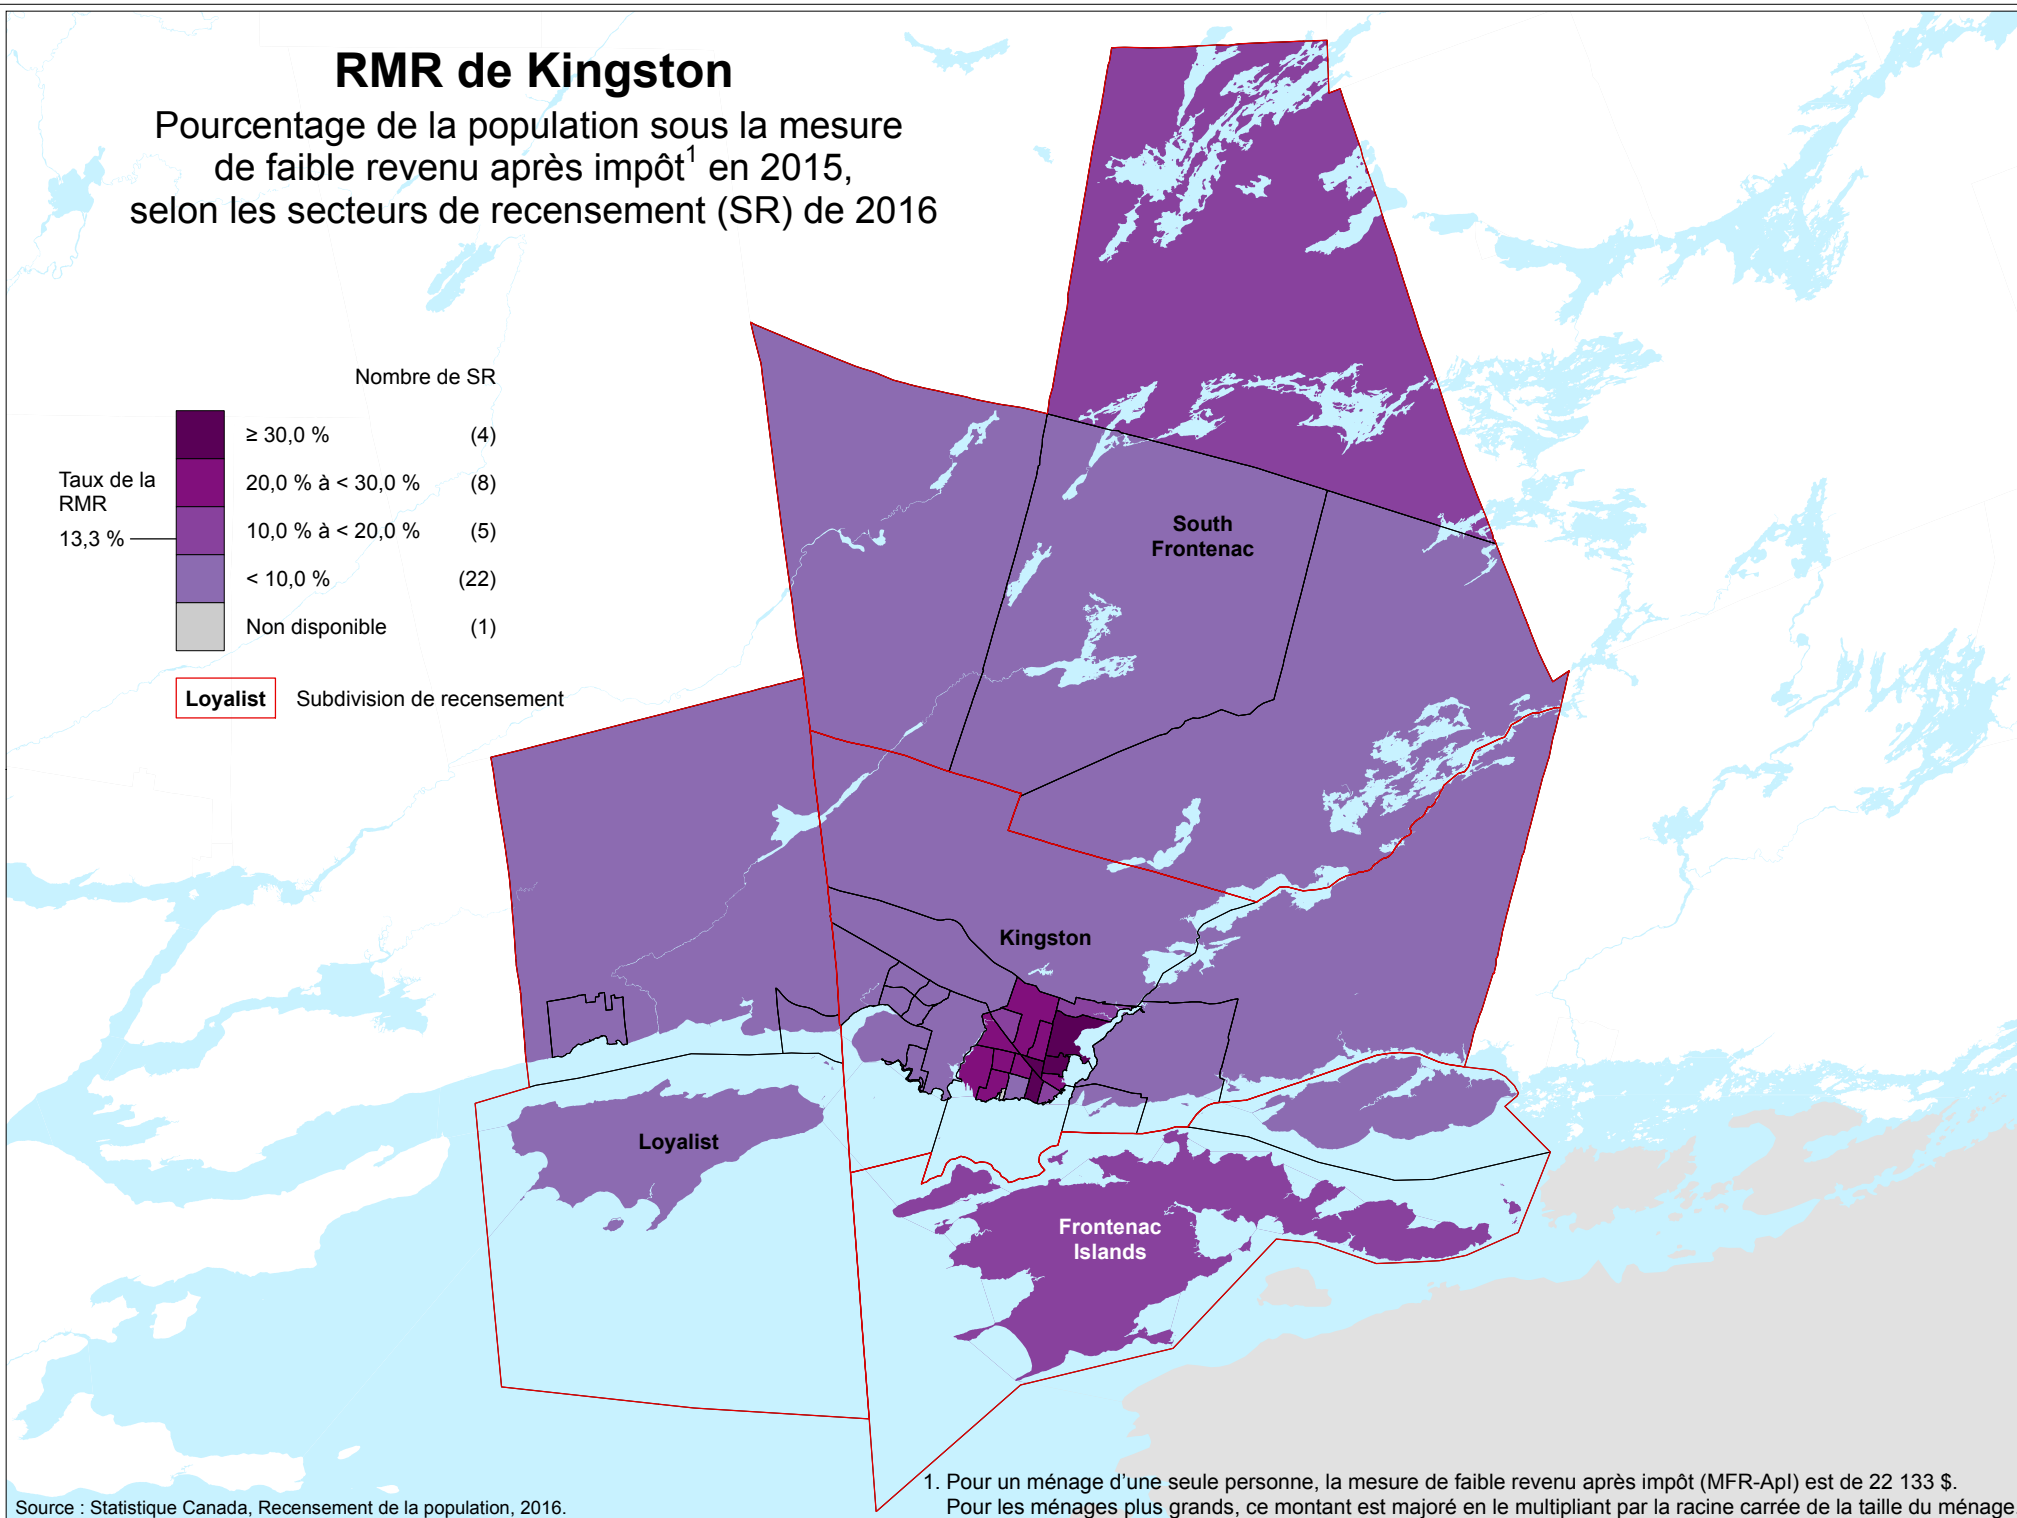 RMR de Kingston
Pourcentage de la population sous la mesure
de faible revenu après impôt¹ en 2015,
selon les secteurs de recensement (SR) de 2016
Nombre de SR
≥ 30,0 % (4)
20,0 % à < 30,0 % (8)
10,0 % à < 20,0 % (5)
< 10,0 % (22)
Non disponible (1)
Taux de la
RMR
13,3 %
Loyalist Subdivision de recensement
South
Frontenac
Kingston
Loyalist
Frontenac
Islands
1. Pour un ménage d'une seule personne, la mesure de faible revenu après impôt (MFR-ApI) est de 22 133 $.
Pour les ménages plus grands, ce montant est majoré en le multipliant par la racine carrée de la taille du ménage
Source : Statistique Canada, Recensement de la population, 2016.